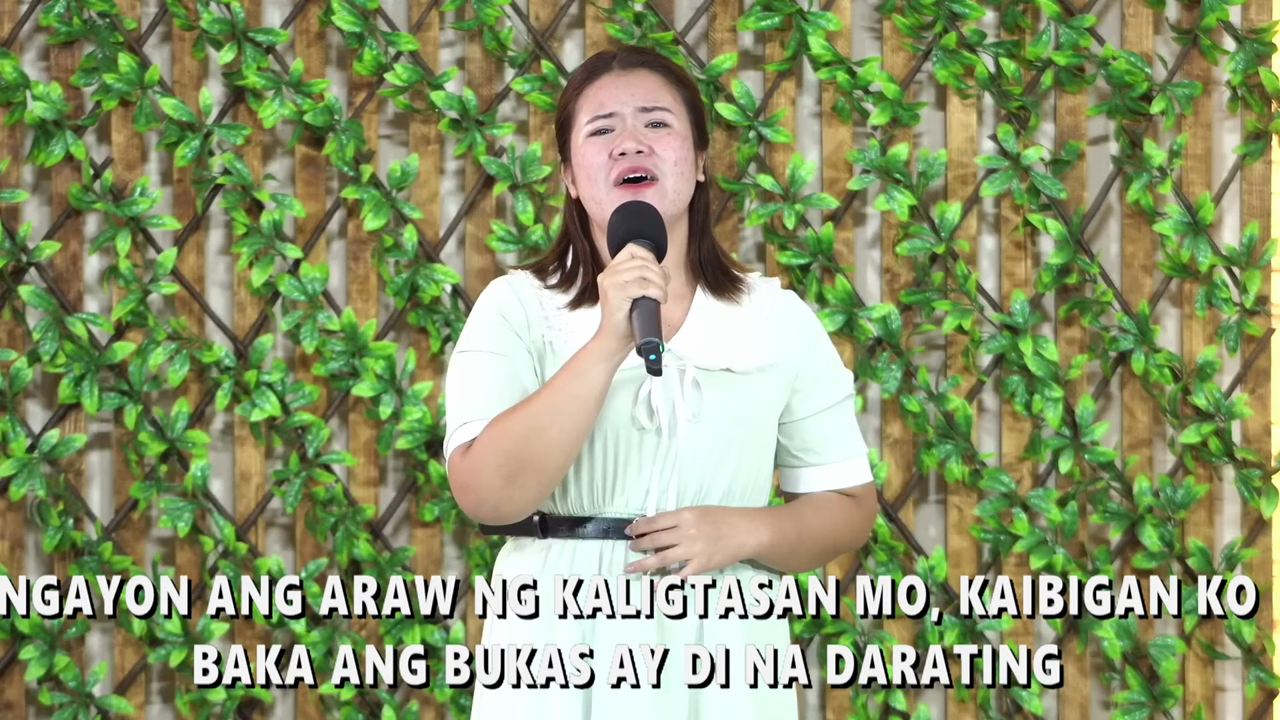 NGAYON ANG ARAW NG KALIGTASAN MO, KAIBIGAN KO
BAKA ANG BUKAS AY DI NA DARATING